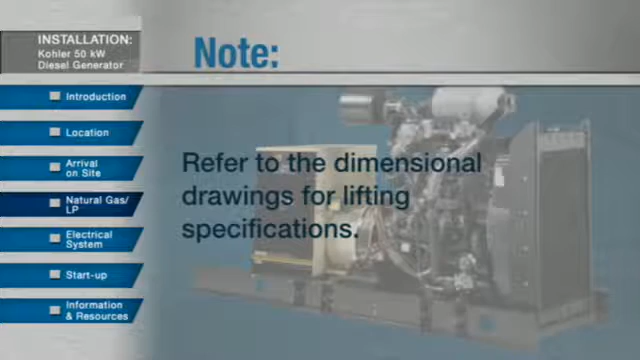 INSTALLATION:
Kohler 50 kW
Diesel Generator
Note:
Introduction
Location
Arrival
on Site
Natural Gas/
LP
Electrical
System
Start-up
Information
& Resources
Refer to the dimensional
drawings for lifting
specifications.